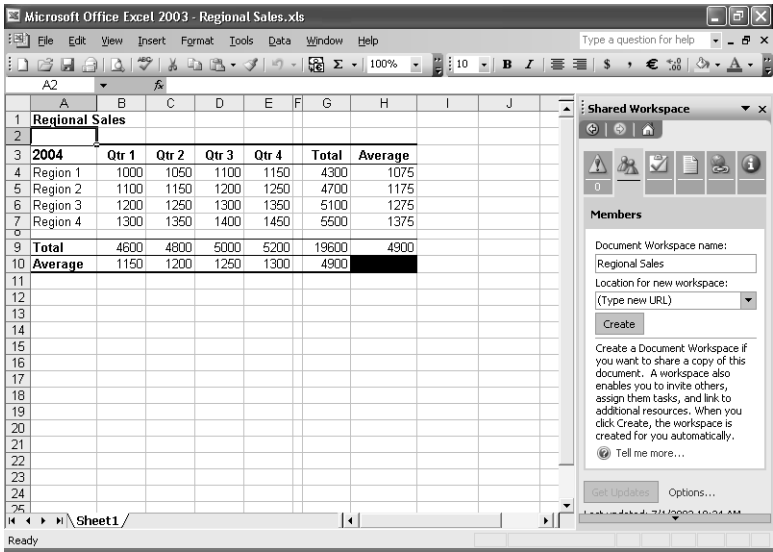 Microsoft Office Excel 2003 - Regional Sales.xls
File Edit View Insert Format Tools Data Window Help Type a question for help
100% 10 B I $ , €
A2 fx
A B C D E F G H I J
1 Regional Sales
2
3 2004 Qtr 1 Qtr 2 Qtr 3 Qtr 4 Total Average
4 Region 1 1000 1050 1100 1150 4300 1075
5 Region 2 1100 1150 1200 1250 4700 1175
6 Region 3 1200 1250 1300 1350 5100 1275
7 Region 4 1300 1350 1400 1450 5500 1375
9 Total 4600 4800 5000 5200 19600 4900
10 Average 1150 1200 1250 1300 4900
11
12
13
14
15
16
17
18
19
20
21
22
23
24
25
Sheet1
Ready
Shared Workspace
0
Members
Document Workspace name:
Regional Sales
Location for new workspace:
(Type new URL)
Create
Create a Document Workspace if
you want to share a copy of this
document. A workspace also
enables you to invite others,
assign them tasks, and link to
additional resources. When you
click Create, the workspace is
created for you automatically.
Tell me more...
Get Updates Options...